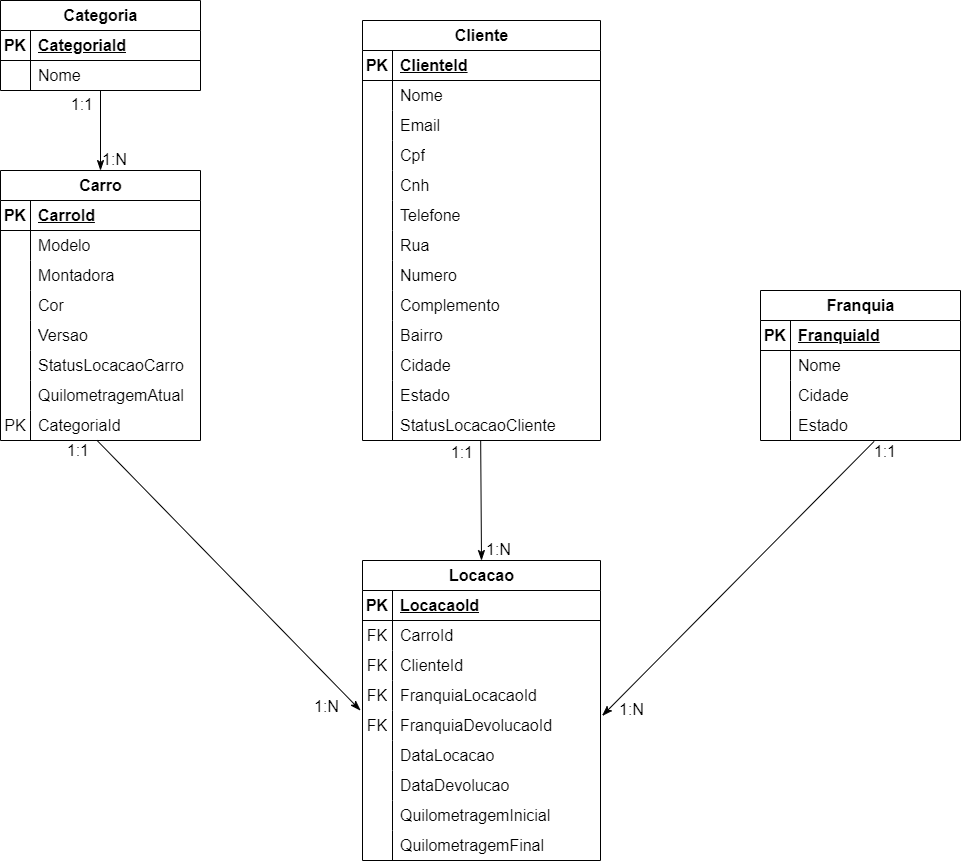 Categoria
PK CategoriaId
Nome
1:1
1:N
Carro
PK CarroId
Modelo
Montadora
Cor
Versao
StatusLocacaoCarro
QuilometragemAtual
PK CategoriaId
1:1
1:N
Cliente
PK ClienteId
Nome
Email
Cpf
Cnh
Telefone
Rua
Numero
Complemento
Bairro
Cidade
Estado
StatusLocacaoCliente
1:1
1:N
Franquia
PK FranquiaId
Nome
Cidade
Estado
1:1
1:N
Locacao
PK LocacaoId
FK CarroId
FK ClienteId
FK FranquiaLocacaoId
FK FranquiaDevolucaoId
DataLocacao
DataDevolucao
QuilometragemInicial
QuilometragemFinal